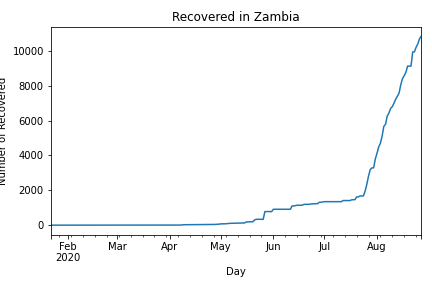 Recovered in Zambia
Number of Recovered
10000
8000
6000
4000
2000
0
Feb
2020
Mar
Apr
May
Jun
Jul
Aug
Day